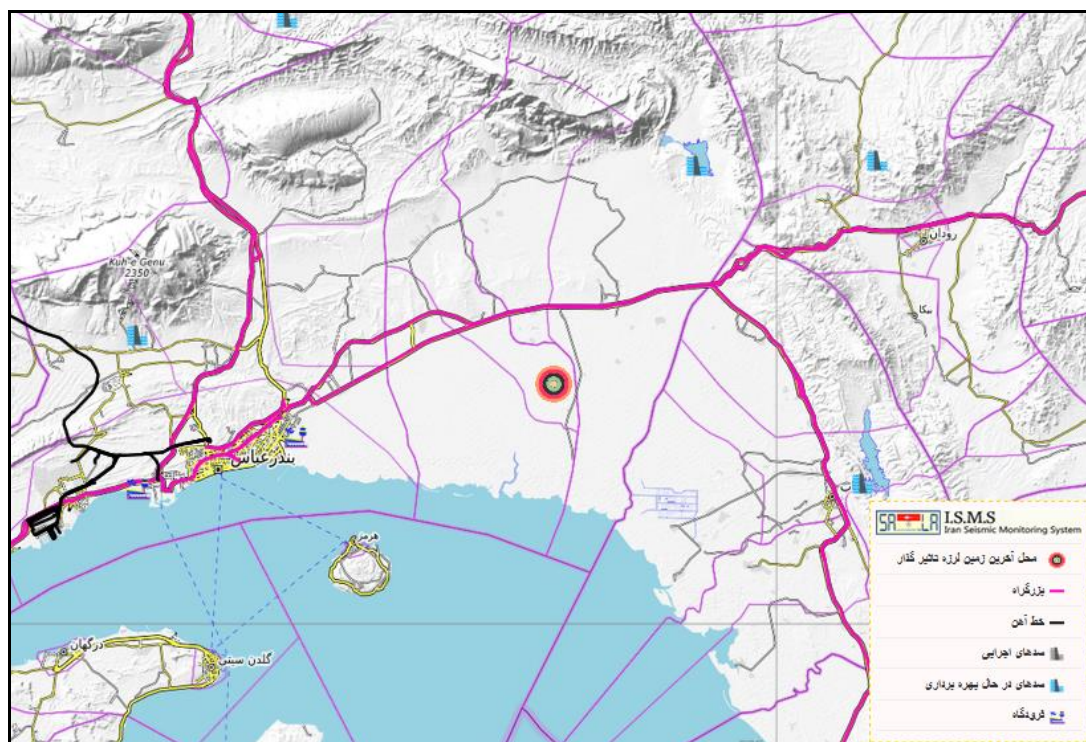 57E
Kuh-e Genu
2350
رودان
بیکا
بندرعباس
هرمز
درگهان
گلدن سیتی
I.S.M.S
Iran Seismic Monitoring System
محل آخرین زمین لرزه تاثیر گذار
بزرگراه
خط آهن
سدهای اجرایی
سدهای در حال بهره برداری
فرودگاه